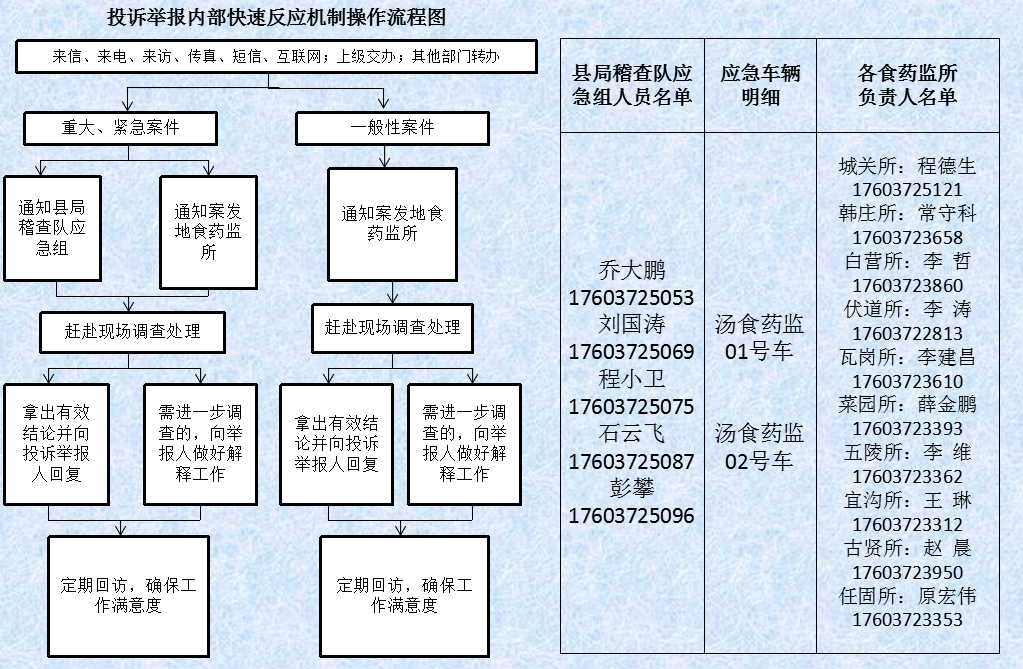 投诉举报内部快速反应机制操作流程图
来信、来电、来访、传真、短信、互联网；上级交办；其他部门转办
重大、紧急案件
一般性案件
通知县局
稽查队应
急组
通知案发
地食药监
所
通知案发地食
药监所
赶赴现场调查处理
赶赴现场调查处理
拿出有效
结论并向
投诉举报
人回复
需进一步调
查的，向举
报人做好解
释工作
拿出有效结
论并向投诉
举报人回复
需进一步调
查的，向举
报人做好解
释工作
定期回访，确保工
作满意度
定期回访，确保工
作满意度
县局稽查队应
急组人员名单
应急车辆
明细
各食药监所
负责人名单
乔大鹏
17603725053
刘国涛
17603725069
程小卫
17603725075
石云飞
17603725087
彭攀
17603725096
汤食药监
01号车
汤食药监
02号车
城关所：程德生
17603725121
韩庄所：常守科
17603723658
白营所：李 哲
17603723860
伏道所：李 涛
17603722813
瓦岗所：李建昌
17603723610
菜园所：薛金鹏
17603723393
五陵所：李 维
17603723362
宜沟所：王 琳
17603723312
古贤所：赵 晨
17603723950
任固所：原宏伟
17603723353